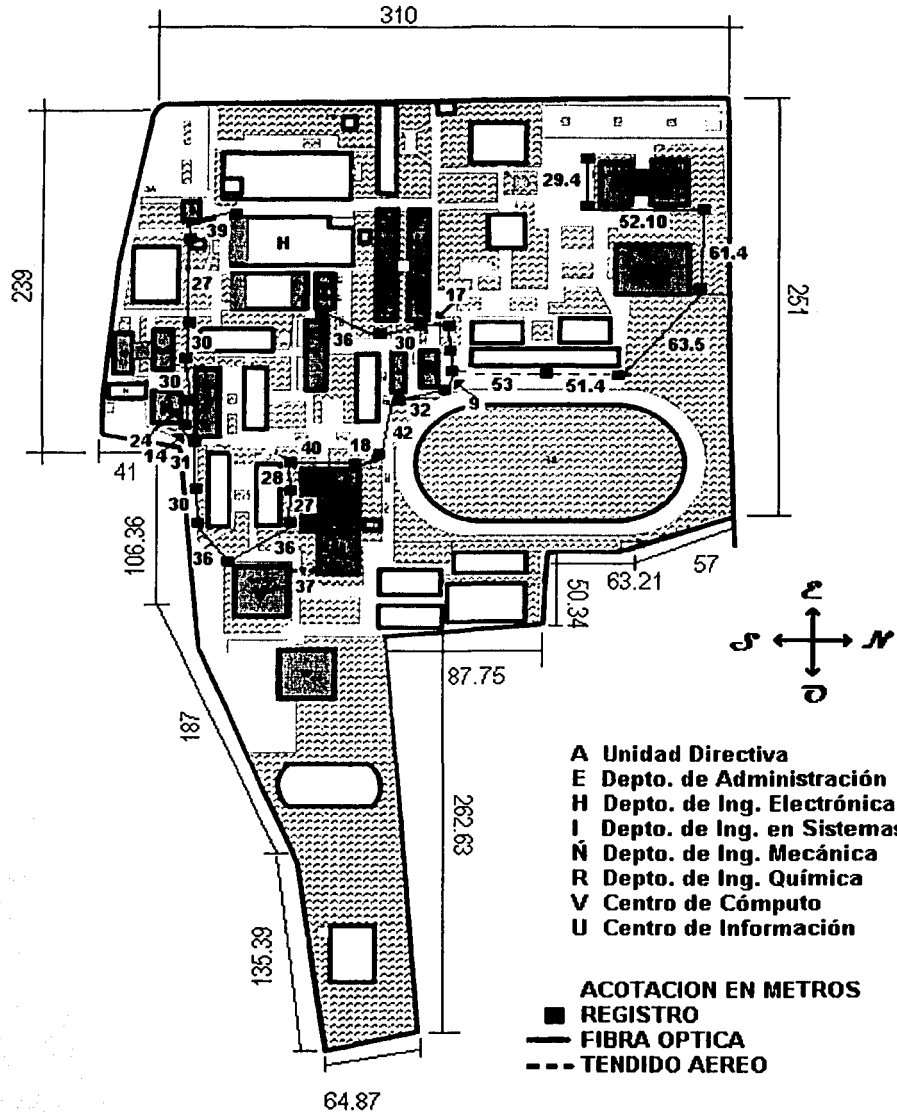 310
29.4
52.10
61.4
39
H
239
27
251
17
36
30
30
63.5
30
53
51.4
9
32
42
24
40
18
14
31
41
28
30
27
36
36
106.36
37
63.21
57
50.34
87.75
187
262.63
135.39
64.87
E
S
N
O
A Unidad Directiva
E Depto. de Administración
H Depto. de Ing. Electrónica
I Depto. de Ing. en Sistemas
Ñ Depto. de Ing. Mecánica
R Depto. de Ing. Química
V Centro de Cómputo
U Centro de Información
ACOTACION EN METROS
REGISTRO
FIBRA OPTICA
TENDIDO AEREO